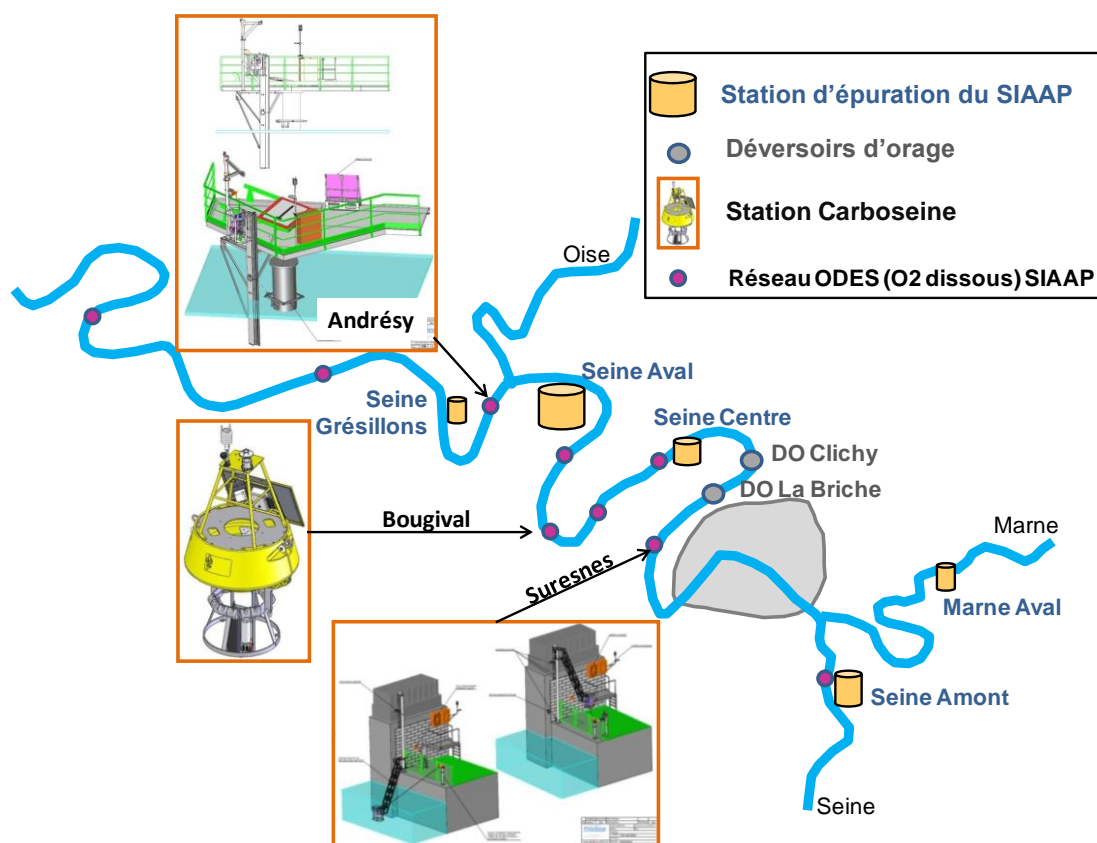 Station d'épuration du SIAAP
Déversoirs d'orage
Station Carboseine
Réseau ODES (O2 dissous) SIAAP
Oise
Andrésy
Seine Aval
Seine
Grésillons
Seine Centre
DO Clichy
DO La Briche
Bougival
Marne
Suresnes
Marne Aval
Seine Amont
Seine